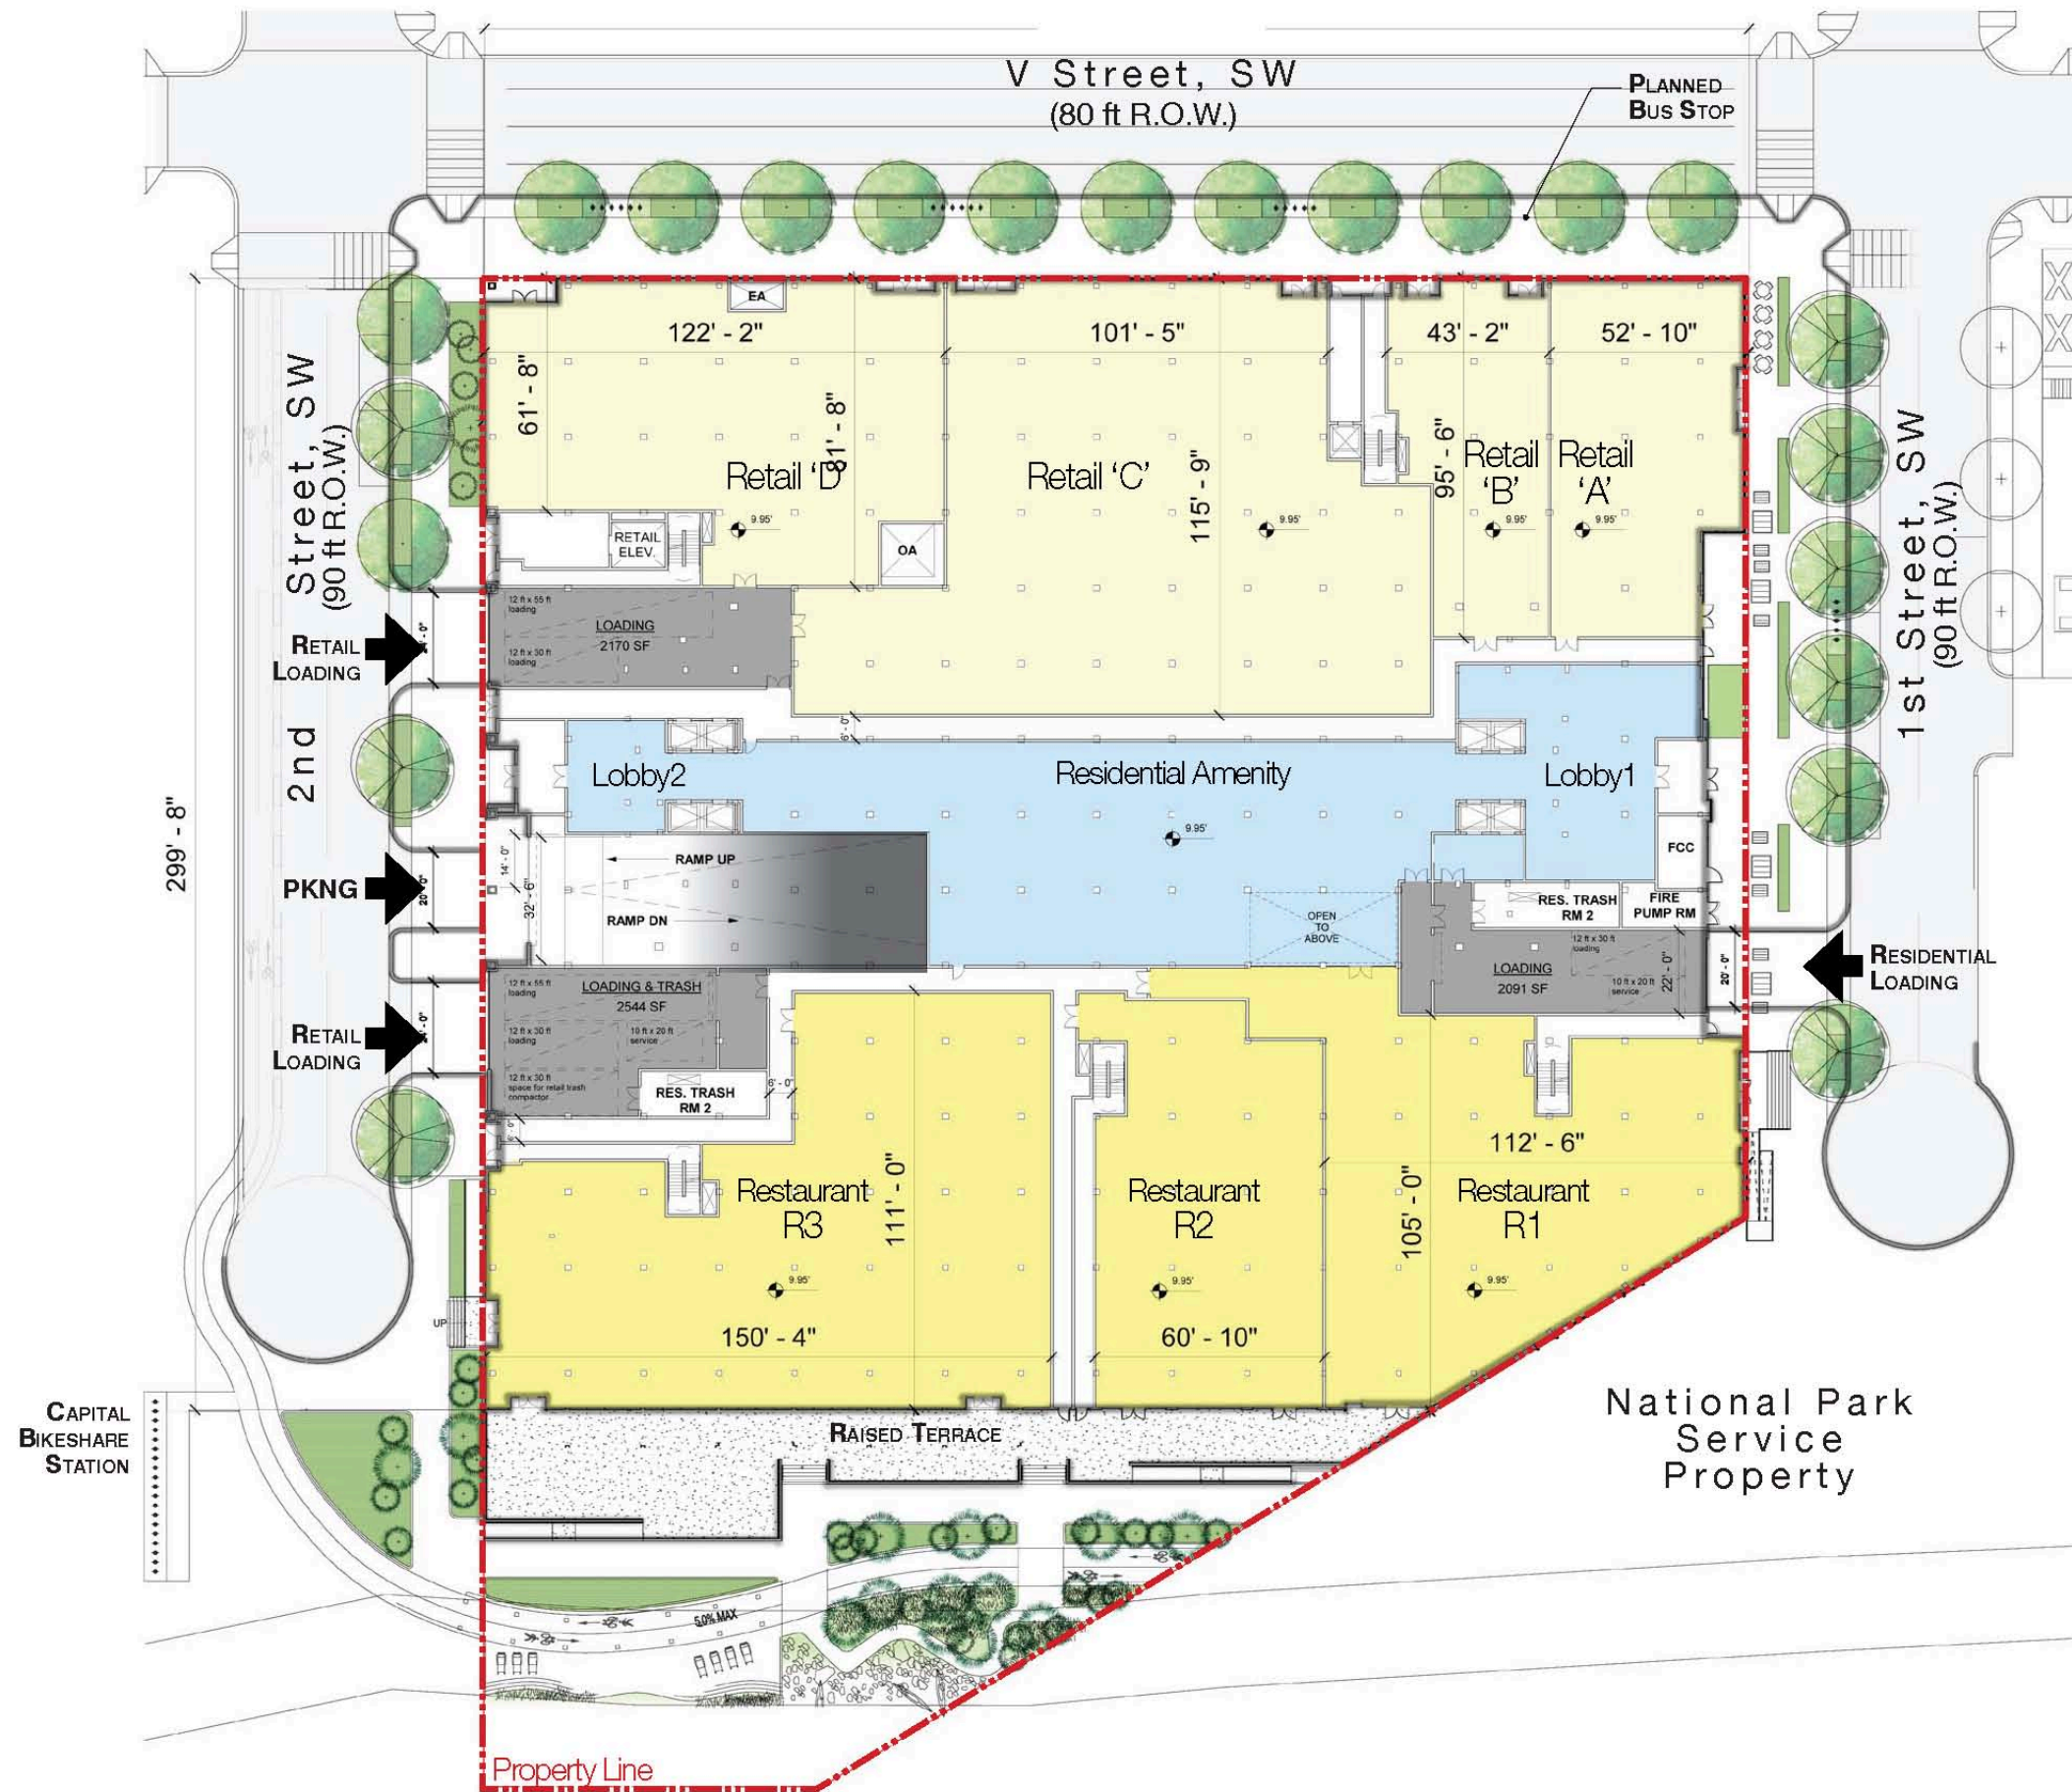 V Street, SW
(80 ft R.O.W.)
PLANNED
BUS STOP
EA
122' - 2"
101' - 5"
43' - 2"
52' - 10"
61' - 8"
81' - 8"
115' - 9"
95' - 6"
Retail 'D'
Retail 'C'
Retail
'B'
Retail
'A'
9.95'
9.95'
9.95'
9.95'
RETAIL
ELEV.
OA
2nd Street, SW
(90 ft R.O.W.)
1st Street, SW
(90 ft R.O.W.)
299' - 8"
RETAIL
LOADING
12 ft x 55 ft
loading
12 ft x 30 ft
loading
LOADING
2170 SF
6' - 0"
Lobby2
Residential Amenity
Lobby1
9.95'
PKNG
20' - 0"
14' - 0"
32' - 6"
RAMP UP
RAMP DN
OPEN
TO
ABOVE
FCC
RES. TRASH
RM 2
FIRE
PUMP RM
12 ft x 30 ft
loading
LOADING
2091 SF
10 ft x 20 ft
service
22' - 0"
20' - 0"
RESIDENTIAL
LOADING
RETAIL
LOADING
12 ft x 55 ft
loading
LOADING & TRASH
2544 SF
12 ft x 30 ft
loading
10 ft x 20 ft
service
12 ft x 30 ft
space for retail trash
compactor
RES. TRASH
RM 2
6' - 0"
6' - 0"
111' - 0"
112' - 6"
105' - 0"
Restaurant
R3
Restaurant
R2
Restaurant
R1
9.95'
9.95'
9.95'
150' - 4"
60' - 10"
UP
CAPITAL
BIKESHARE
STATION
RAISED TERRACE
National Park
Service
Property
5.0% MAX
Property Line